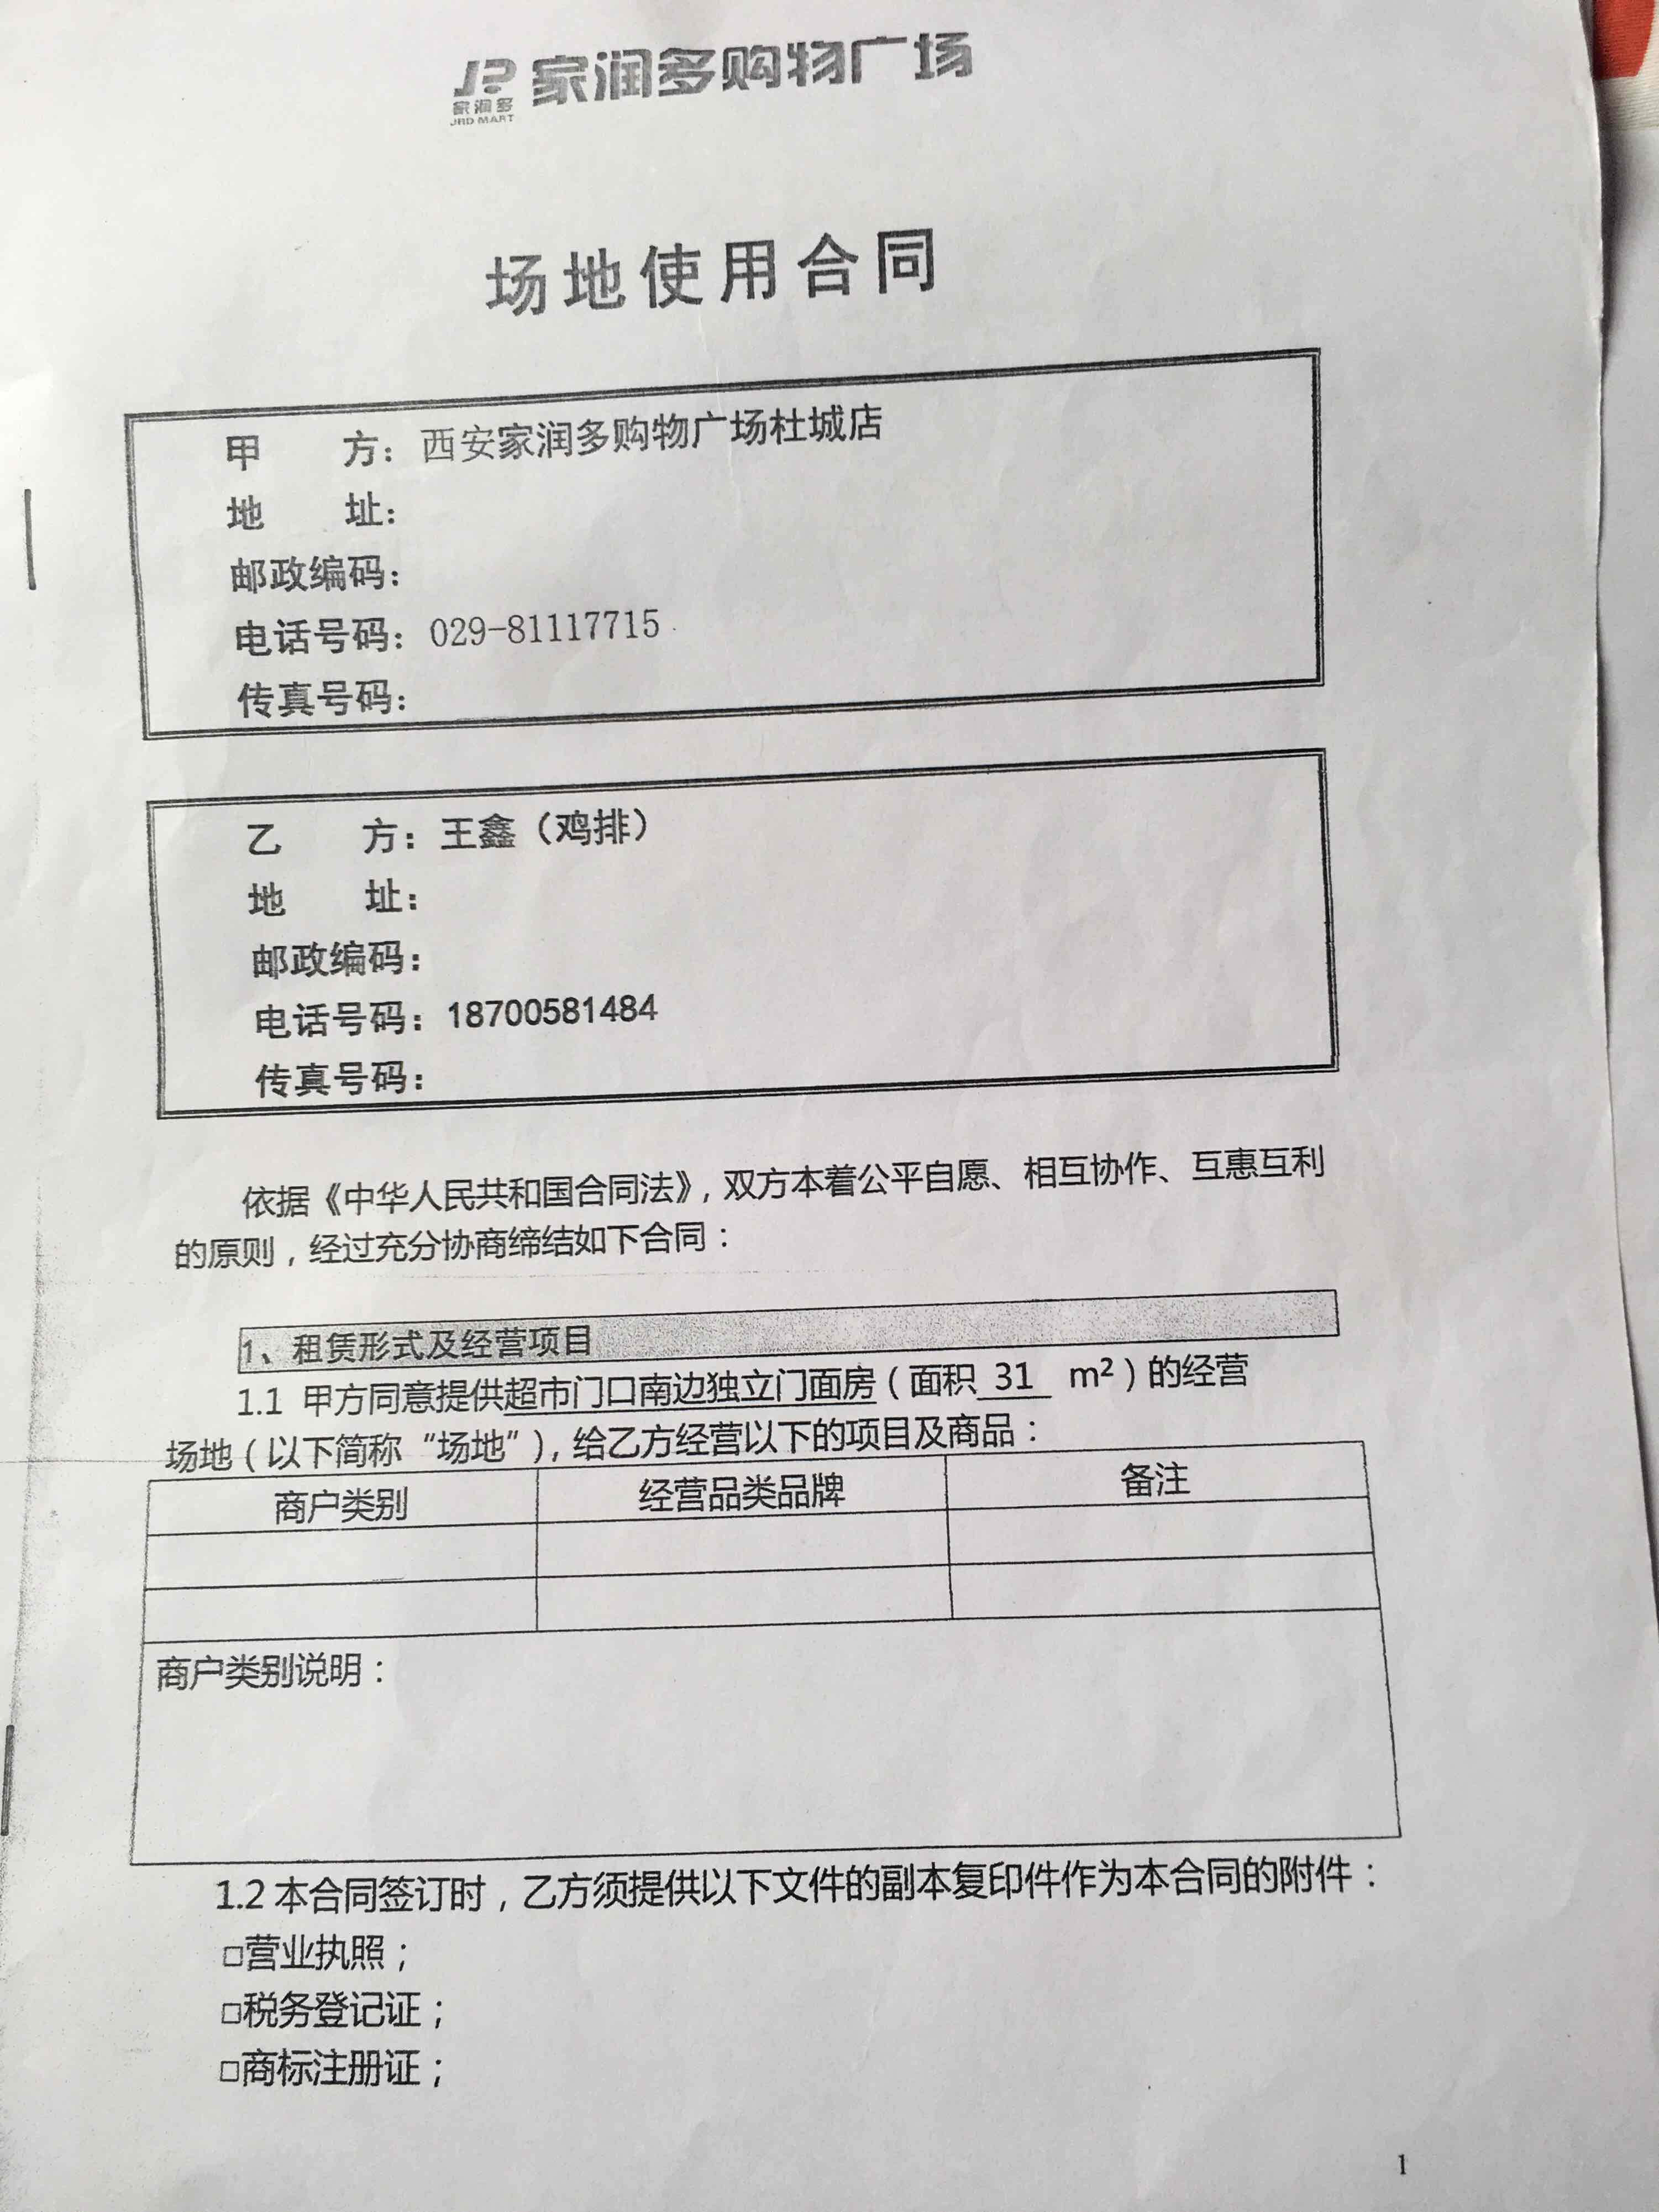 家润多购物广场
家润多
JRD MART
场地使用合同
甲 方：西安家润多购物广场杜城店
地 址：
邮政编码：
电话号码：029-81117715
传真号码：
乙 方：王鑫（鸡排）
地 址：
邮政编码：
电话号码：18700581484
传真号码：
依据《中华人民共和国合同法》，双方本着公平自愿、相互协作、互惠互利
的原则，经过充分协商缔结如下合同：
1、租赁形式及经营项目
1.1 甲方同意提供超市门口南边独立门面房（面积 31 m²）的经营
场地（以下简称“场地”），给乙方经营以下的项目及商品：
商户类别 经营品类品牌 备注
商户类别说明：
1.2本合同签订时，乙方须提供以下文件的副本复印件作为本合同的附件：
□营业执照；
□税务登记证；
□商标注册证；
1